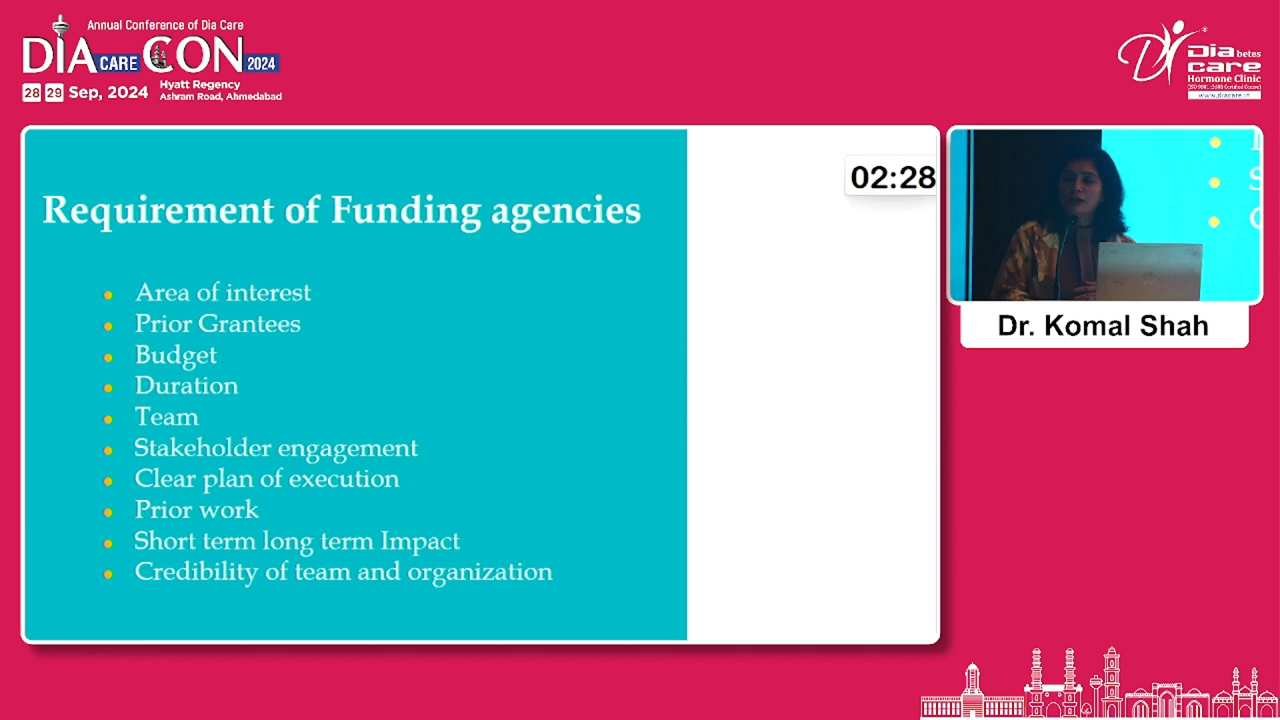 Annual Conference of Dia Care
DIA CARE CON 2024
28 29 Sep, 2024
Hyatt Regency
Ashram Road, Ahmedabad
Dia betes
care
Hormone Clinic
www.diacare.in
Requirement of Funding agencies
02:28
• Area of interest
• Prior Grantees
• Budget
• Duration
• Team
• Stakeholder engagement
• Clear plan of execution
• Prior work
• Short term long term Impact
• Credibility of team and organization
Dr. Komal Shah